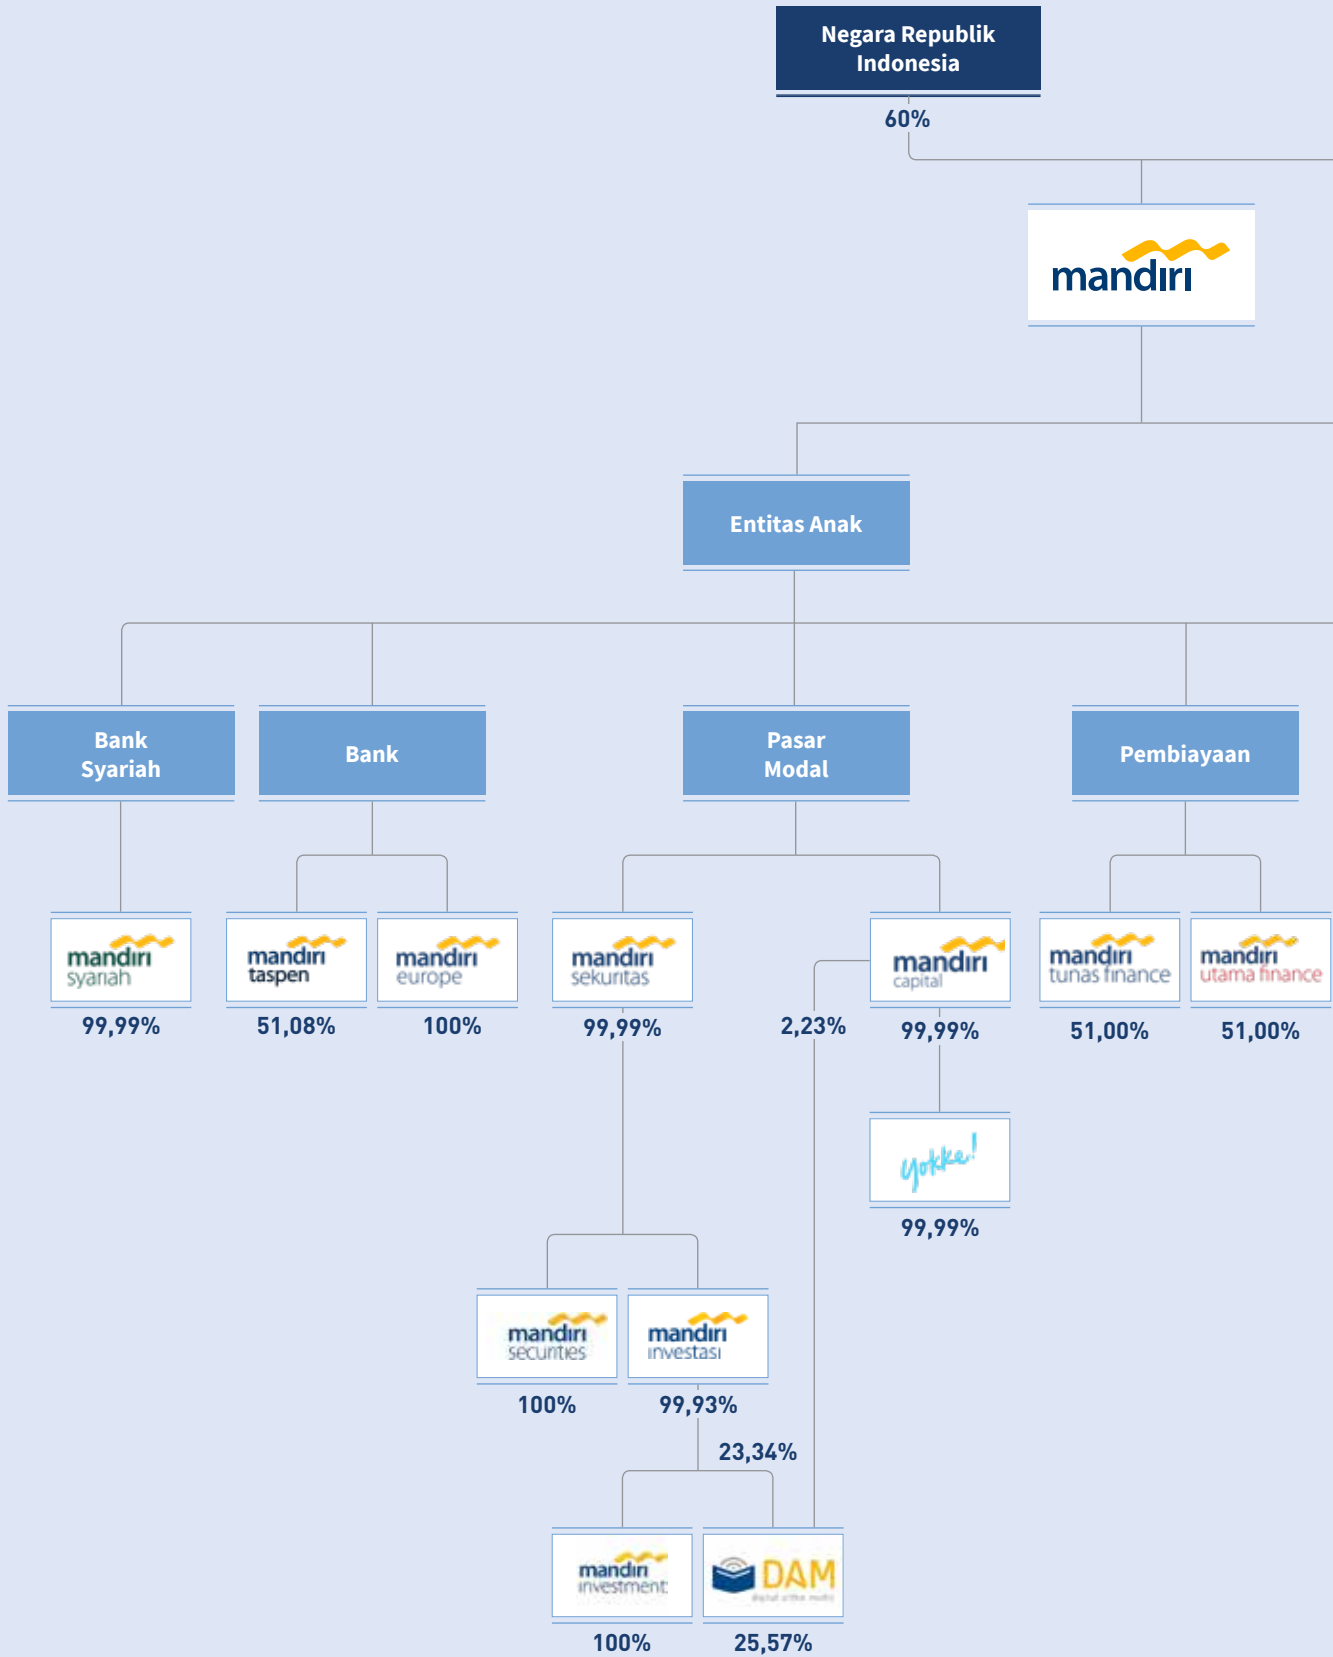 Negara Republik
Indonesia
60%
mandiri
Entitas Anak
Bank
Syariah
Bank
Pasar
Modal
Pembiayaan
mandiri
syariah
99,99%
mandiri
taspen
51,08%
mandiri
europe
100%
mandiri
sekuritas
99,99%
2,23%
mandiri
capital
99,99%
mandiri
tunas finance
51,00%
mandiri
utama finance
51,00%
yokke!
99,99%
mandiri
securities
100%
mandiri
investasi
99,93%
23,34%
mandiri
investment
100%
DAM
25,57%